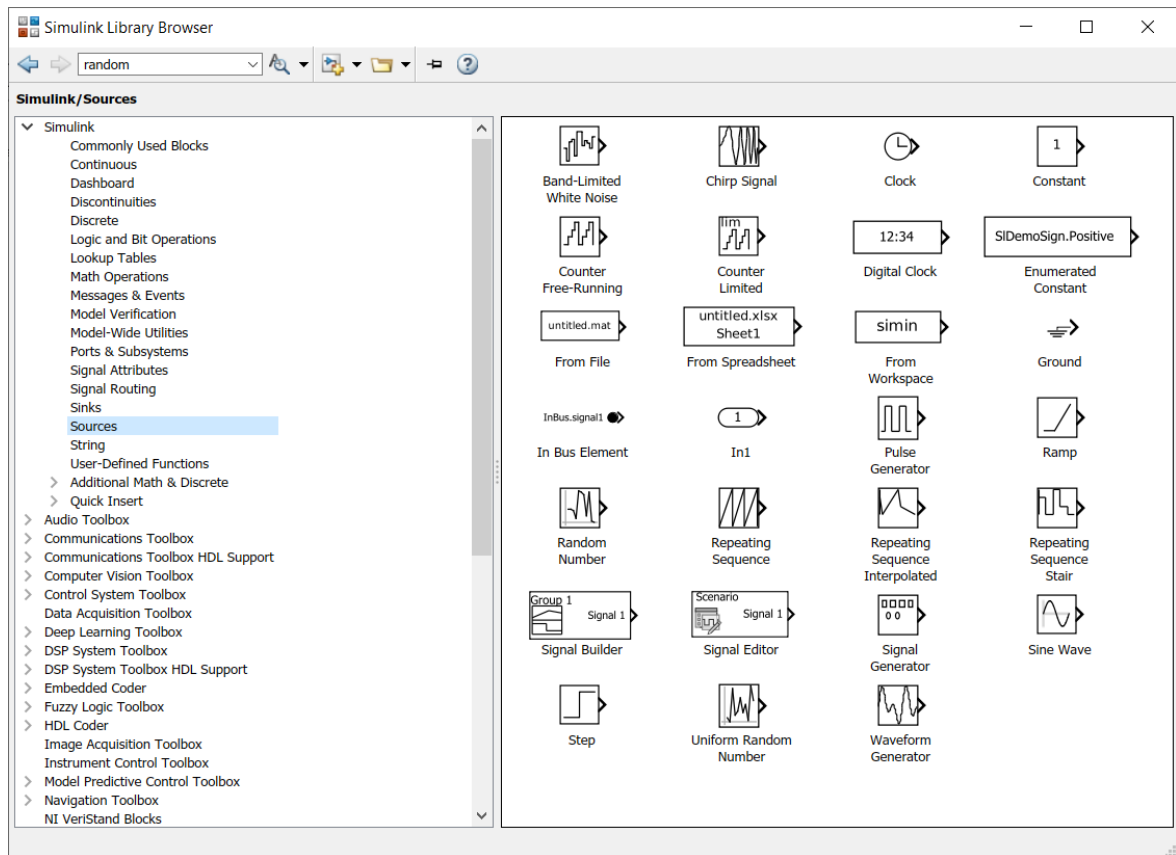 Simulink Library Browser
random
Simulink/Sources
Simulink
Commonly Used Blocks
Continuous
Dashboard
Discontinuities
Discrete
Logic and Bit Operations
Lookup Tables
Math Operations
Messages & Events
Model Verification
Model-Wide Utilities
Ports & Subsystems
Signal Attributes
Signal Routing
Sinks
Sources
String
User-Defined Functions
Additional Math & Discrete
Quick Insert
Audio Toolbox
Communications Toolbox
Communications Toolbox HDL Support
Computer Vision Toolbox
Control System Toolbox
Data Acquisition Toolbox
Deep Learning Toolbox
DSP System Toolbox
DSP System Toolbox HDL Support
Embedded Coder
Fuzzy Logic Toolbox
HDL Coder
Image Acquisition Toolbox
Instrument Control Toolbox
Model Predictive Control Toolbox
Navigation Toolbox
NI VeriStand Blocks
Band-Limited
White Noise
Chirp Signal
Clock
1
Constant
Counter
Free-Running
lim
Counter
Limited
12:34
Digital Clock
SlDemoSign.Positive
Enumerated
Constant
untitled.mat
From File
untitled.xlsx
Sheet1
From Spreadsheet
simin
From
Workspace
Ground
InBus.signal1
In Bus Element
1
In1
Pulse
Generator
Ramp
Random
Number
Repeating
Sequence
Repeating
Sequence
Interpolated
Repeating
Sequence
Stair
Group 1
Signal 1
Signal Builder
Scenario
Signal 1
Signal Editor
Signal
Generator
Sine Wave
Step
Uniform Random
Number
Waveform
Generator